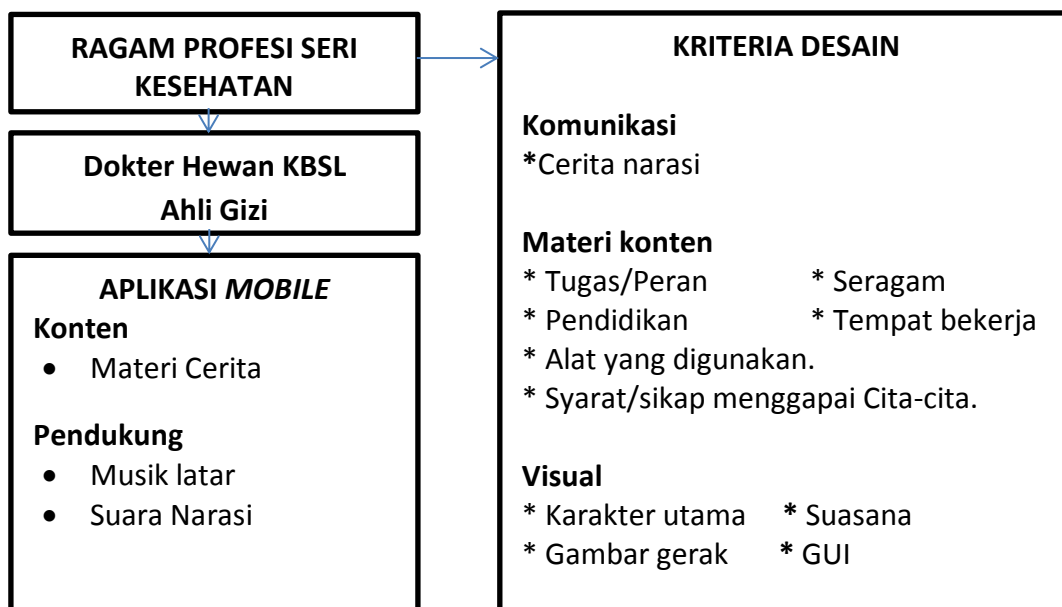 RAGAM PROFESI SERI
KESEHATAN
Dokter Hewan KBSL
Ahli Gizi
APLIKASI MOBILE
Konten
• Materi Cerita
Pendukung
• Musik latar
• Suara Narasi
KRITERIA DESAIN
Komunikasi
*Cerita narasi
Materi konten
* Tugas/Peran * Seragam
* Pendidikan * Tempat bekerja
* Alat yang digunakan.
* Syarat/sikap menggapai Cita-cita.
Visual
* Karakter utama * Suasana
* Gambar gerak * GUI